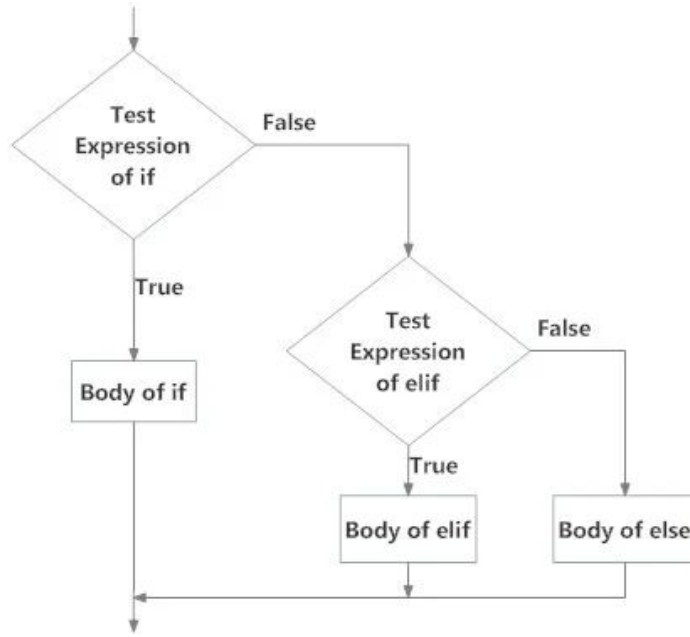 Test
Expression
of if
False
True
Body of if
Test
Expression
of elif
False
True
Body of elif
Body of else